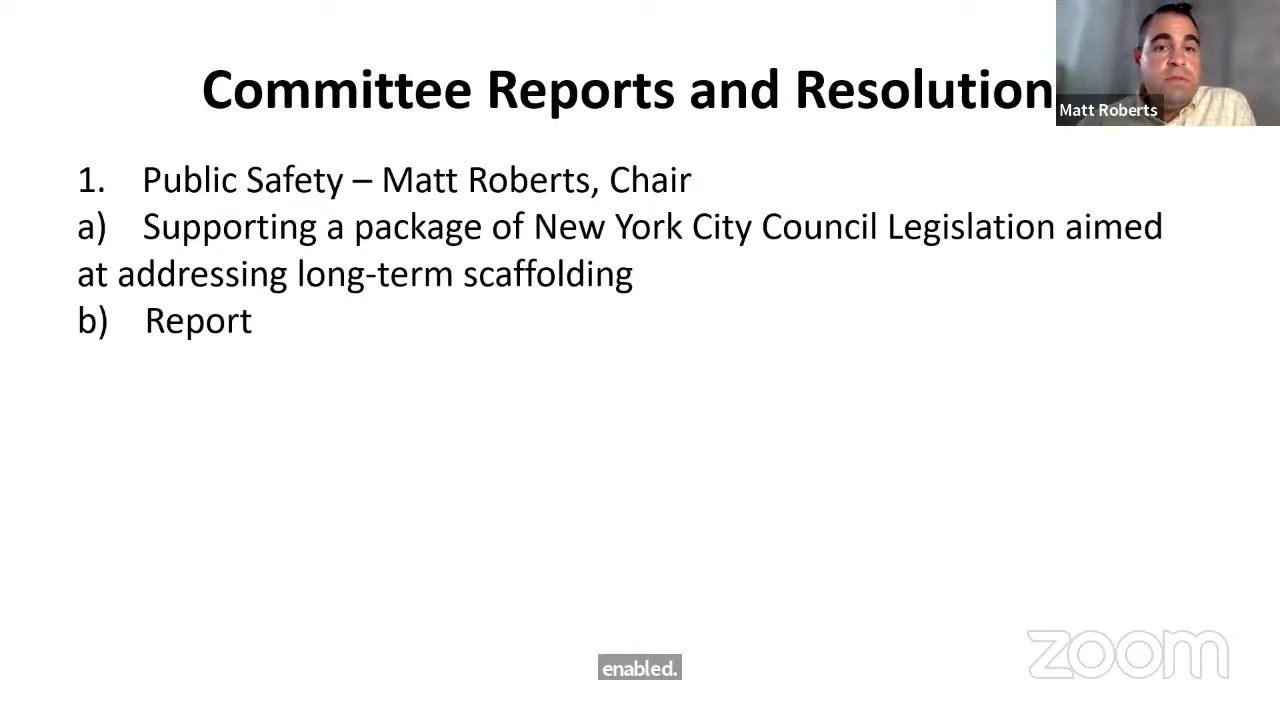 Committee Reports and Resolution
Matt Roberts
1. Public Safety – Matt Roberts, Chair
a) Supporting a package of New York City Council Legislation aimed
at addressing long-term scaffolding
b) Report
enabled.
zoom